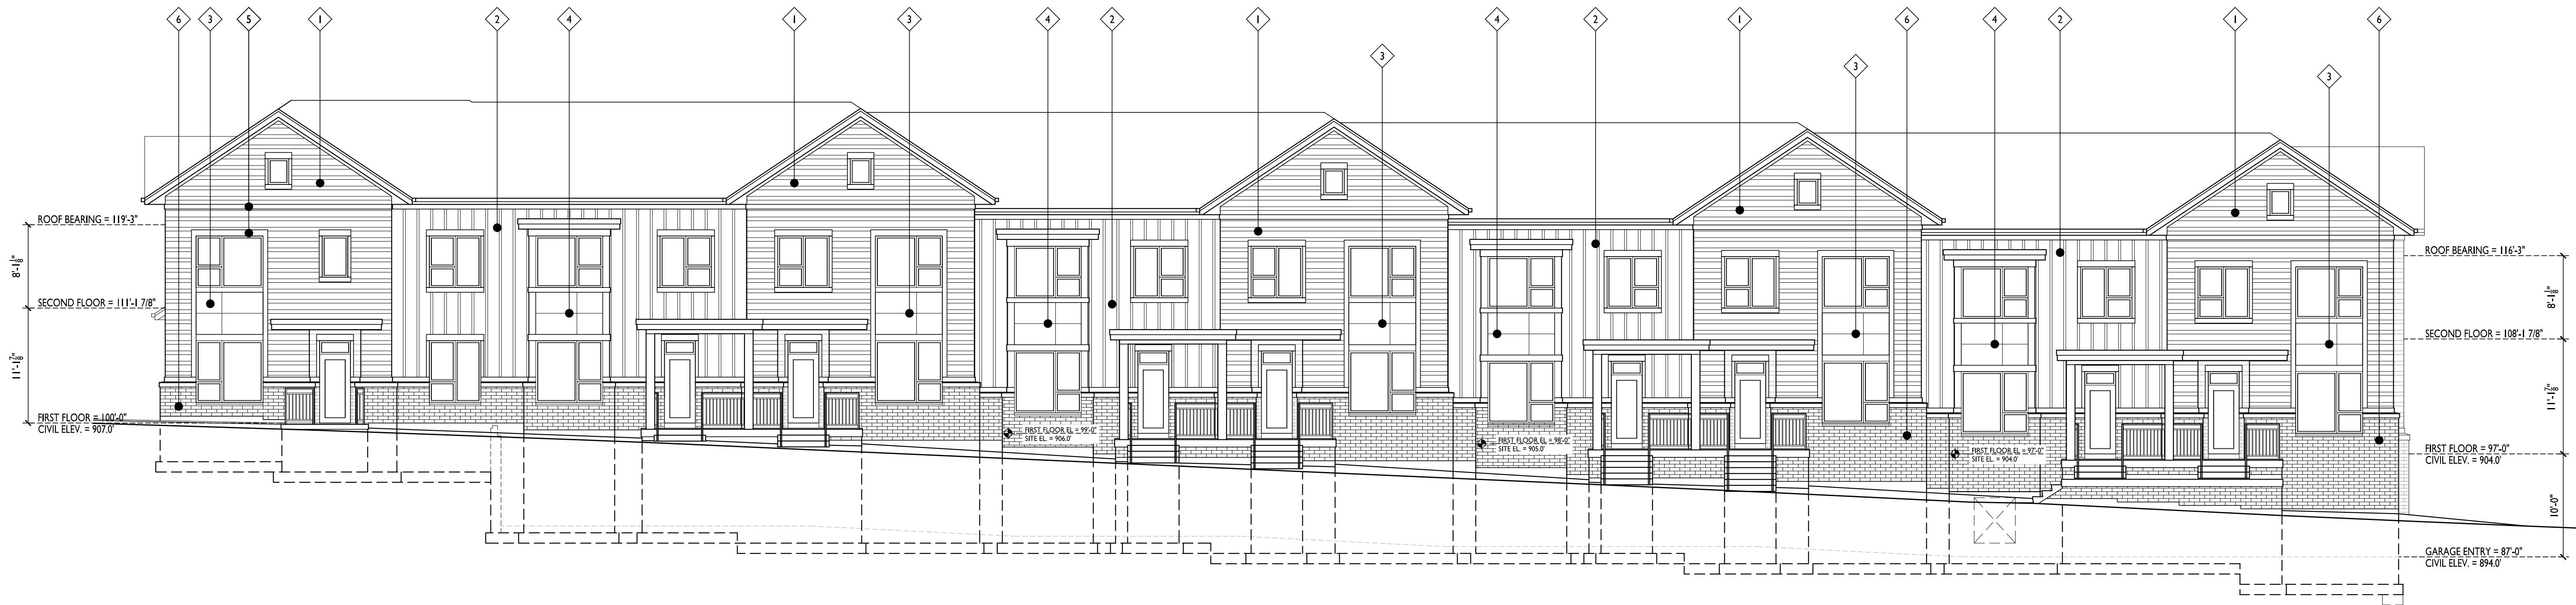 6 3 5 1 2 4 1 3 4 2 1 4 2 1 6 4 2 1 6
3
3
3
ROOF BEARING = 119'-3"
8'-1 1/8"
SECOND FLOOR = 111'-1 7/8"
11'-1 7/8"
FIRST FLOOR = 100'-0"
CIVIL ELEV. = 907.0'
FIRST FLOOR EL = 99'-0"
SITE EL. = 906.0'
FIRST FLOOR EL = 98'-0"
SITE EL. = 905.0'
FIRST FLOOR EL = 97'-0"
SITE EL. = 904.0'
ROOF BEARING = 116'-3"
8'-1 1/8"
SECOND FLOOR = 108'-1 7/8"
11'-1 7/8"
FIRST FLOOR = 97'-0"
CIVIL ELEV. = 904.0'
10'-0"
GARAGE ENTRY = 87'-0"
CIVIL ELEV. = 894.0'